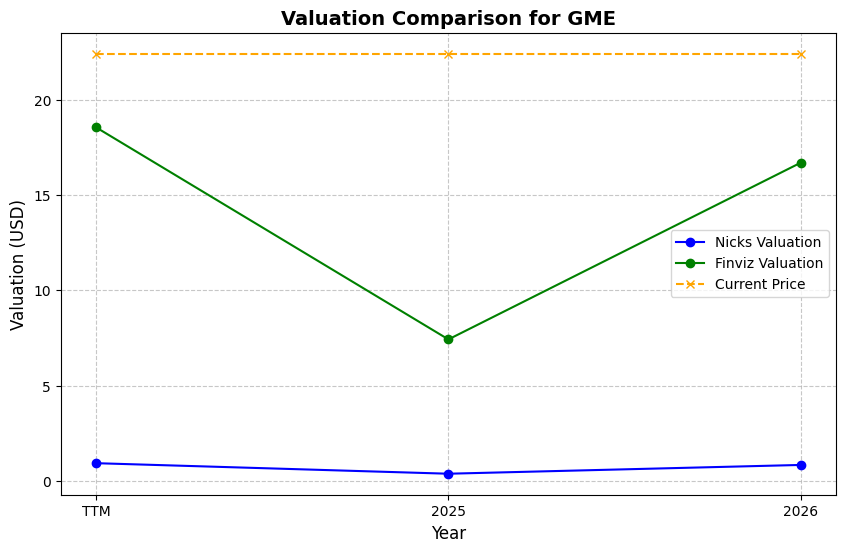 Valuation Comparison for GME
Valuation (USD)
20
15
10
5
0
Nicks Valuation
Finviz Valuation
Current Price
TTM 2025 2026
Year